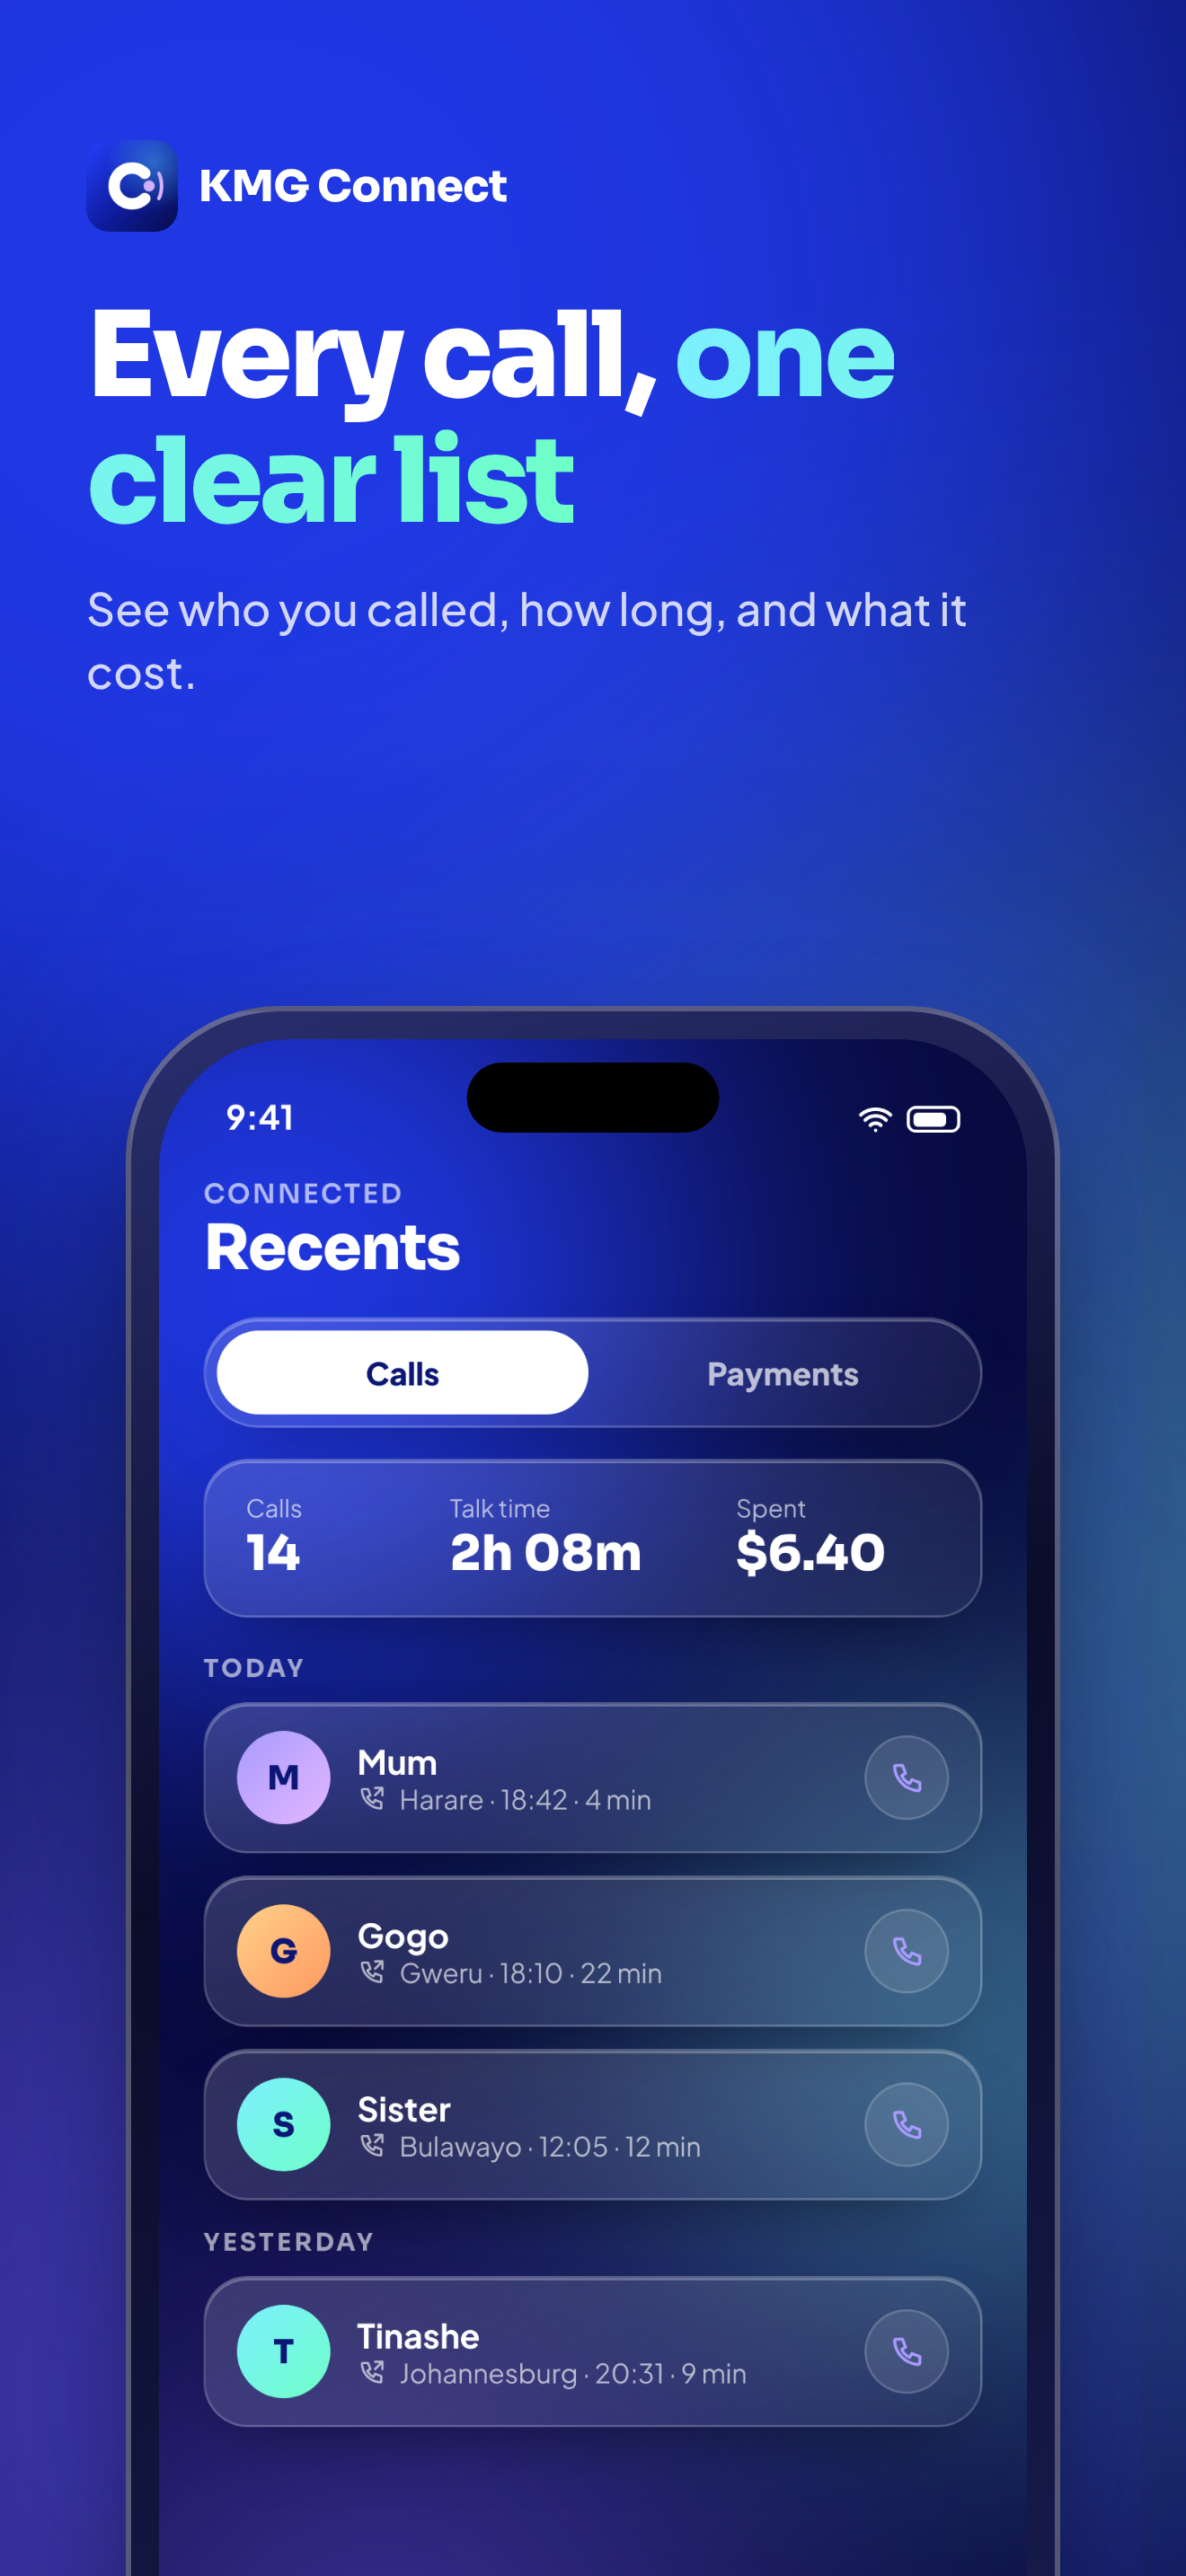 KMG Connect
Every call, one
clear list
See who you called, how long, and what it
cost.
9:41
CONNECTED
Recents
Calls Payments
Calls Talk time Spent
14 2h 08m $6.40
TODAY
M
Mum
Harare · 18:42 · 4 min
G
Gogo
Gweru · 18:10 · 22 min
S
Sister
Bulawayo · 12:05 · 12 min
YESTERDAY
T
Tinashe
Johannesburg · 20:31 · 9 min